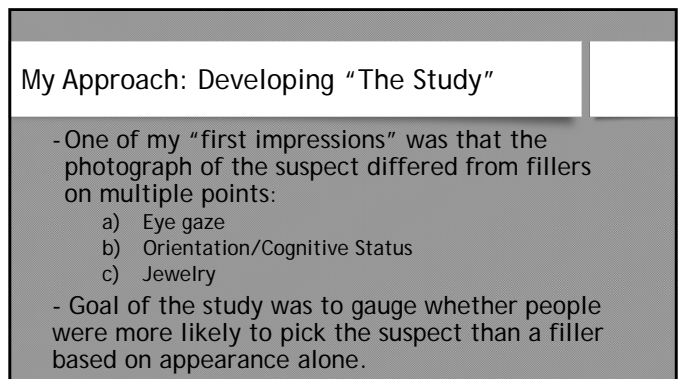 My Approach: Developing “The Study”
- One of my “first impressions” was that the
photograph of the suspect differed from fillers
on multiple points:
a) Eye gaze
b) Orientation/Cognitive Status
c) Jewelry
- Goal of the study was to gauge whether people
were more likely to pick the suspect than a filler
based on appearance alone.